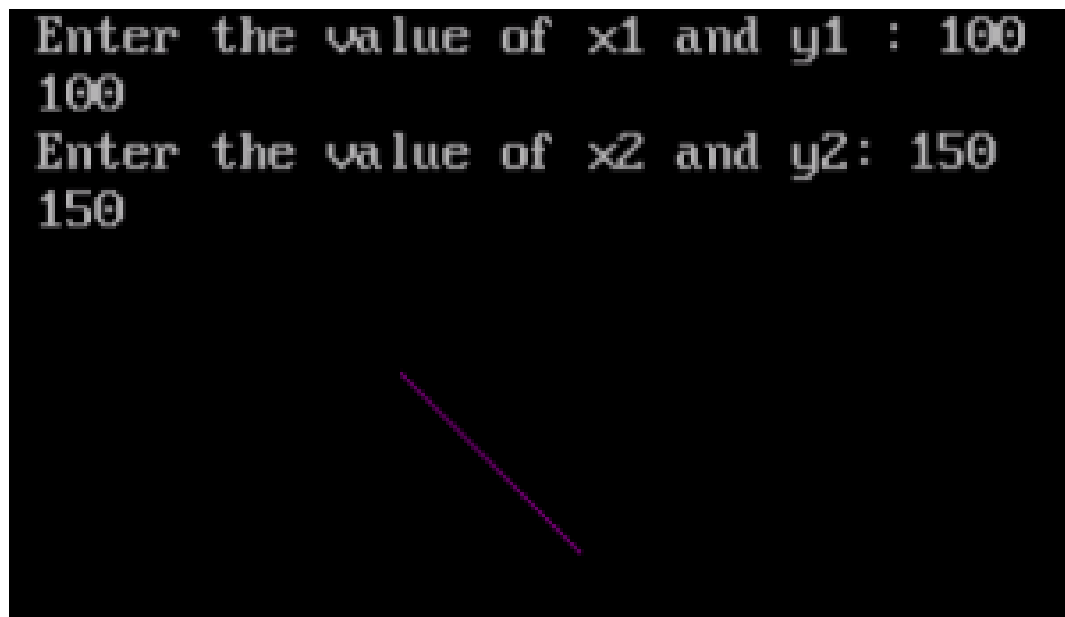 Enter the value of x1 and y1 : 100
100
Enter the value of x2 and y2: 150
150